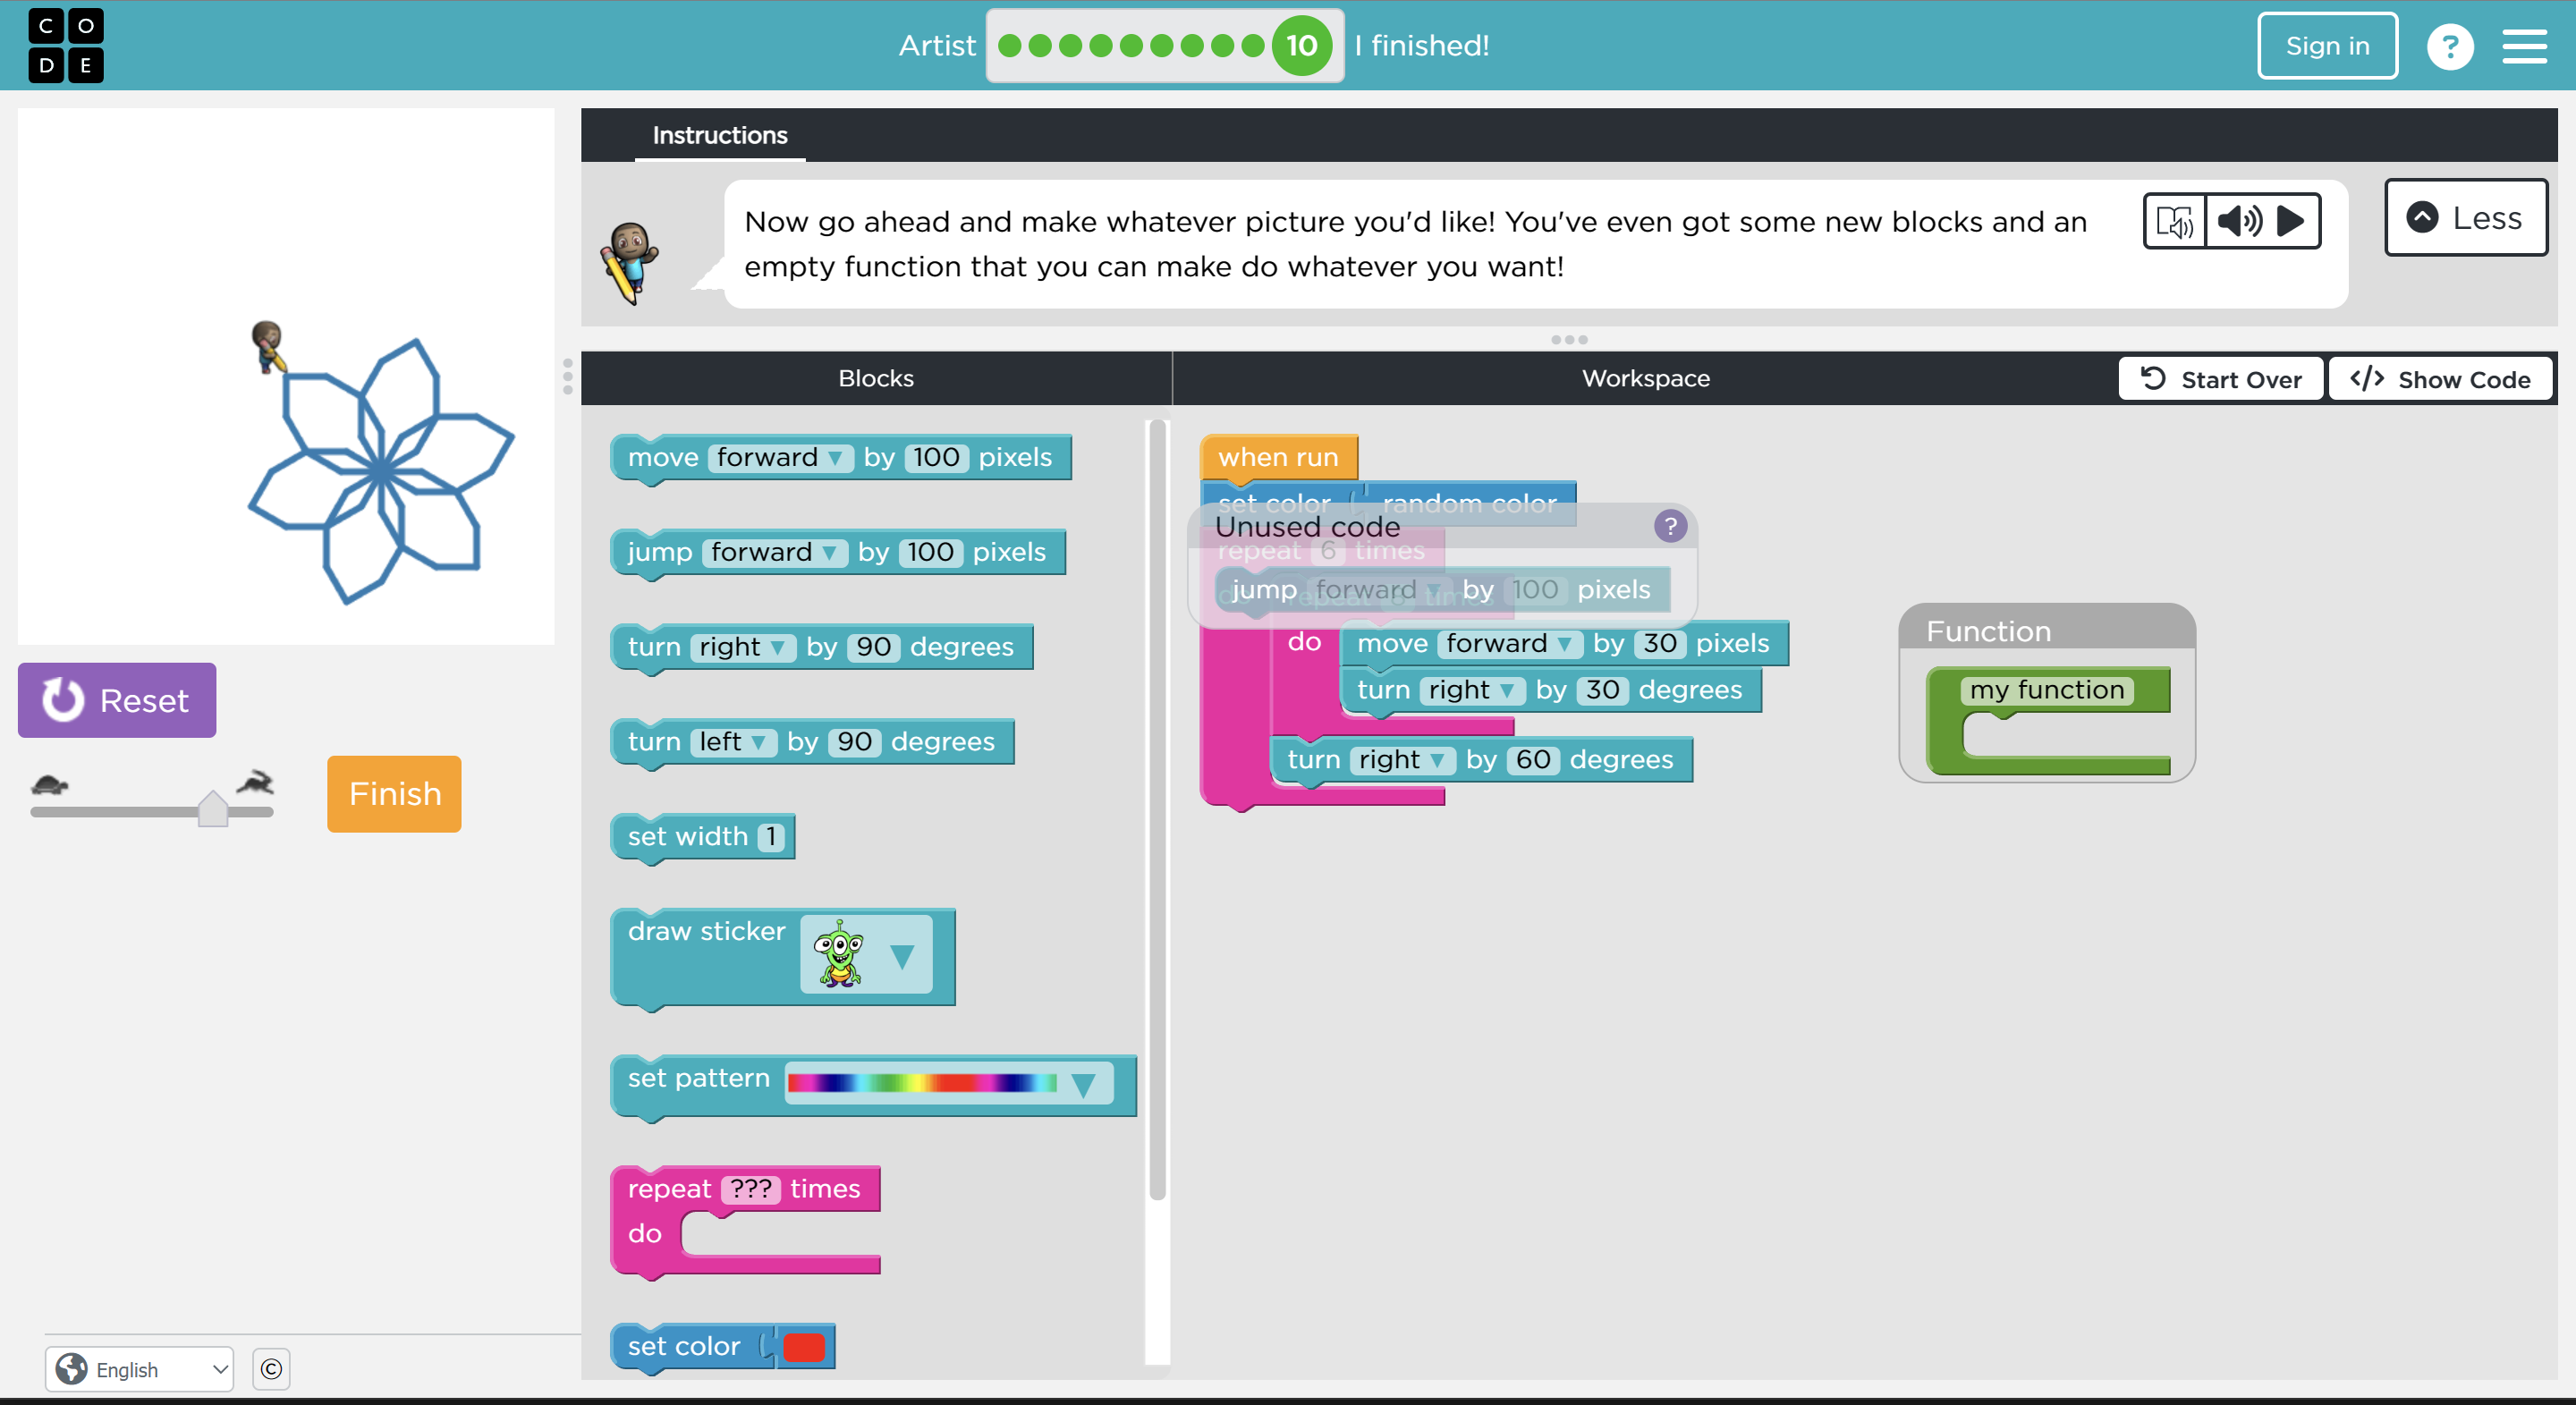 C O
D E
Artist
10
I finished!
Sign in
?
Instructions
Now go ahead and make whatever picture you'd like! You've even got some new blocks and an
empty function that you can make do whatever you want!
Less
Blocks
Workspace
Start Over
</> Show Code
Reset
Finish
move forward ▼ by 100 pixels
jump forward ▼ by 100 pixels
turn right ▼ by 90 degrees
turn left ▼ by 90 degrees
set width 1
draw sticker ▼
set pattern ▼
repeat ??? times
do
set color
when run
set color random color
Unused code ?
repeat 6 times
jump forward ▼ by 100 pixels
repeat times
do move forward ▼ by 30 pixels
turn right ▼ by 30 degrees
turn right ▼ by 60 degrees
Function
my function
English
©